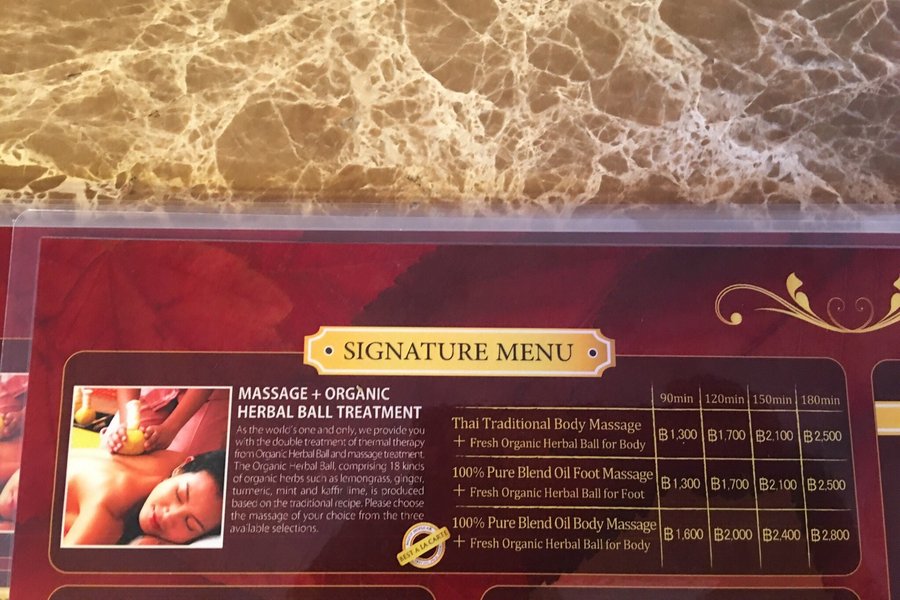 SIGNATURE MENU
MASSAGE + ORGANIC
HERBAL BALL TREATMENT
As the world's one and only, we provide you
with the double treatment of thermal therapy
from Organic Herbal Ball and massage treatment.
The Organic Herbal Ball, comprising 18 kinds
of organic herbs such as lemongrass, ginger,
turmeric, mint and kaffir lime, is produced
based on the traditional recipe. Please choose
the massage of your choice from the three
available selections.
BEST A LA CARTE
90min 120min 150min 180min
Thai Traditional Body Massage
+ Fresh Organic Herbal Ball for Body
฿1,300 ฿1,700 ฿2,100 ฿2,500
100% Pure Blend Oil Foot Massage
+ Fresh Organic Herbal Ball for Foot
฿1,300 ฿1,700 ฿2,100 ฿2,500
100% Pure Blend Oil Body Massage
+ Fresh Organic Herbal Ball for Body
฿1,600 ฿2,000 ฿2,400 ฿2,800